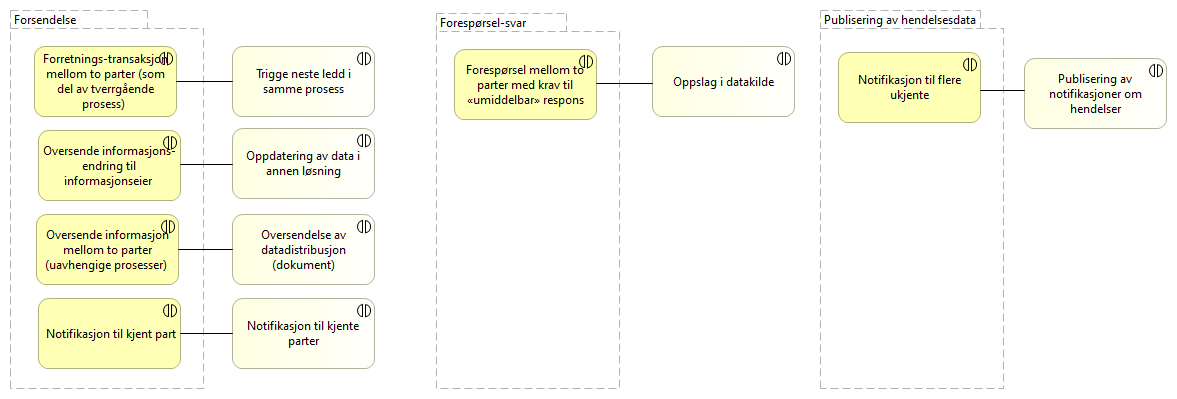 Forsendelse
Forretnings-transaksjon
mellom to parter (som
del av tverrgående
prosess)
Trigge neste ledd i
samme prosess
Oversende informasjons-
endring til
informasjonseier
Oppdatering av data i
annen løsning
Oversende informasjon
mellom to parter
(uavhengige prosesser)
Oversendelse av
datadistribusjon
(dokument)
Notifikasjon til kjent part
Notifikasjon til kjente
parter
Forespørsel-svar
Forespørsel mellom to
parter med krav til
«umiddelbar» respons
Oppslag i datakilde
Publisering av hendelsesdata
Notifikasjon til flere
ukjente
Publisering av
notifikasjoner om
hendelser